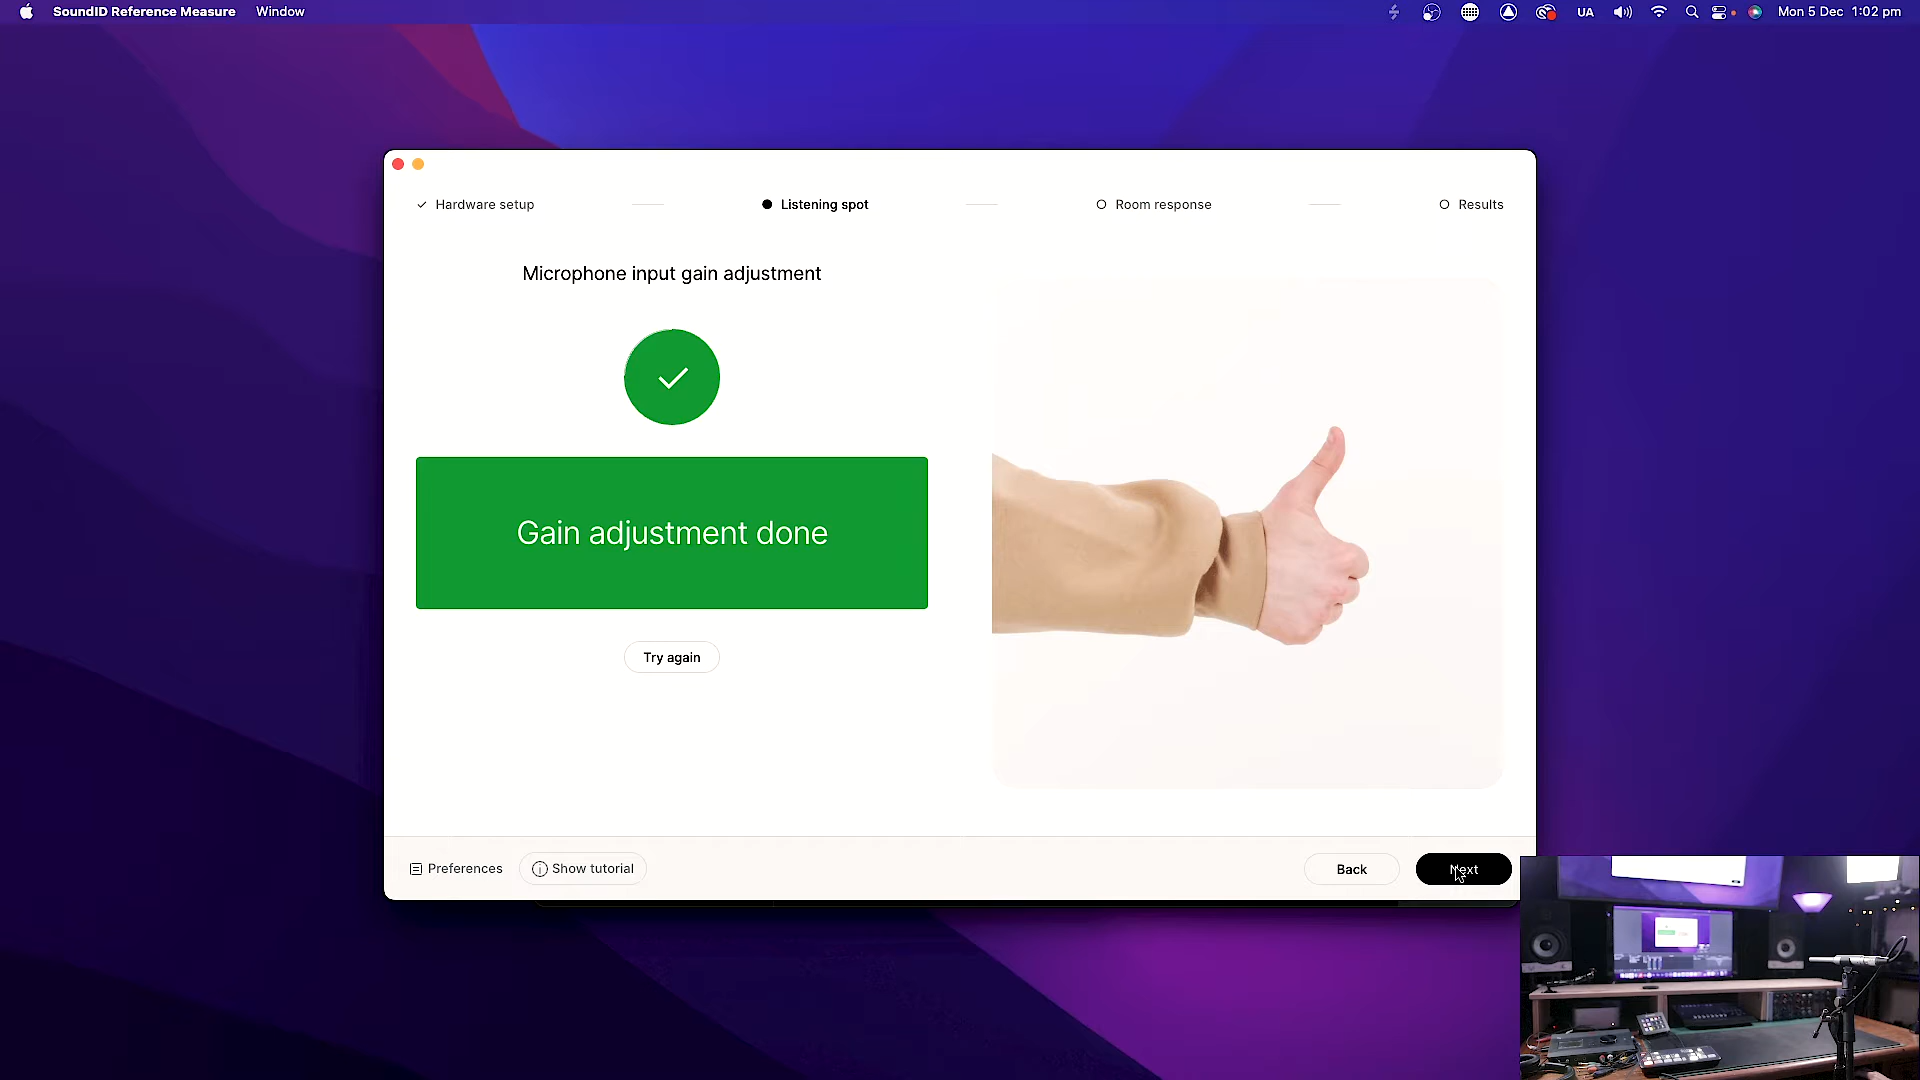 SoundID Reference Measure Window UA Mon 5 Dec 1:02 pm
Hardware setup Listening spot Room response Results
Microphone input gain adjustment
Gain adjustment done
Try again
Preferences Show tutorial Back Next